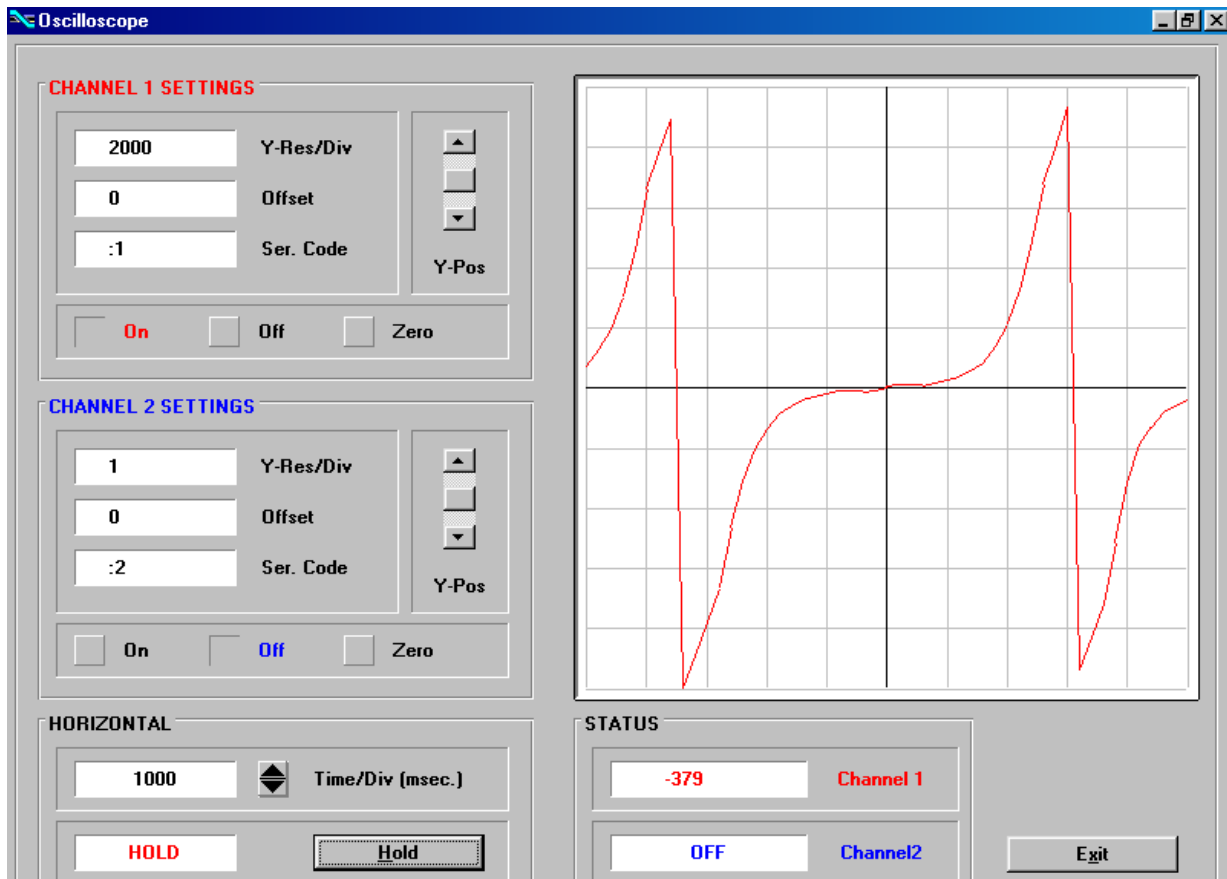 Oscilloscope
CHANNEL 1 SETTINGS
2000 Y-Res/Div
0 Offset
:1 Ser. Code
Y-Pos
On Off Zero
CHANNEL 2 SETTINGS
1 Y-Res/Div
0 Offset
:2 Ser. Code
Y-Pos
On Off Zero
HORIZONTAL
1000 Time/Div (msec.)
HOLD Hold
STATUS
-379 Channel 1
OFF Channel2
Exit